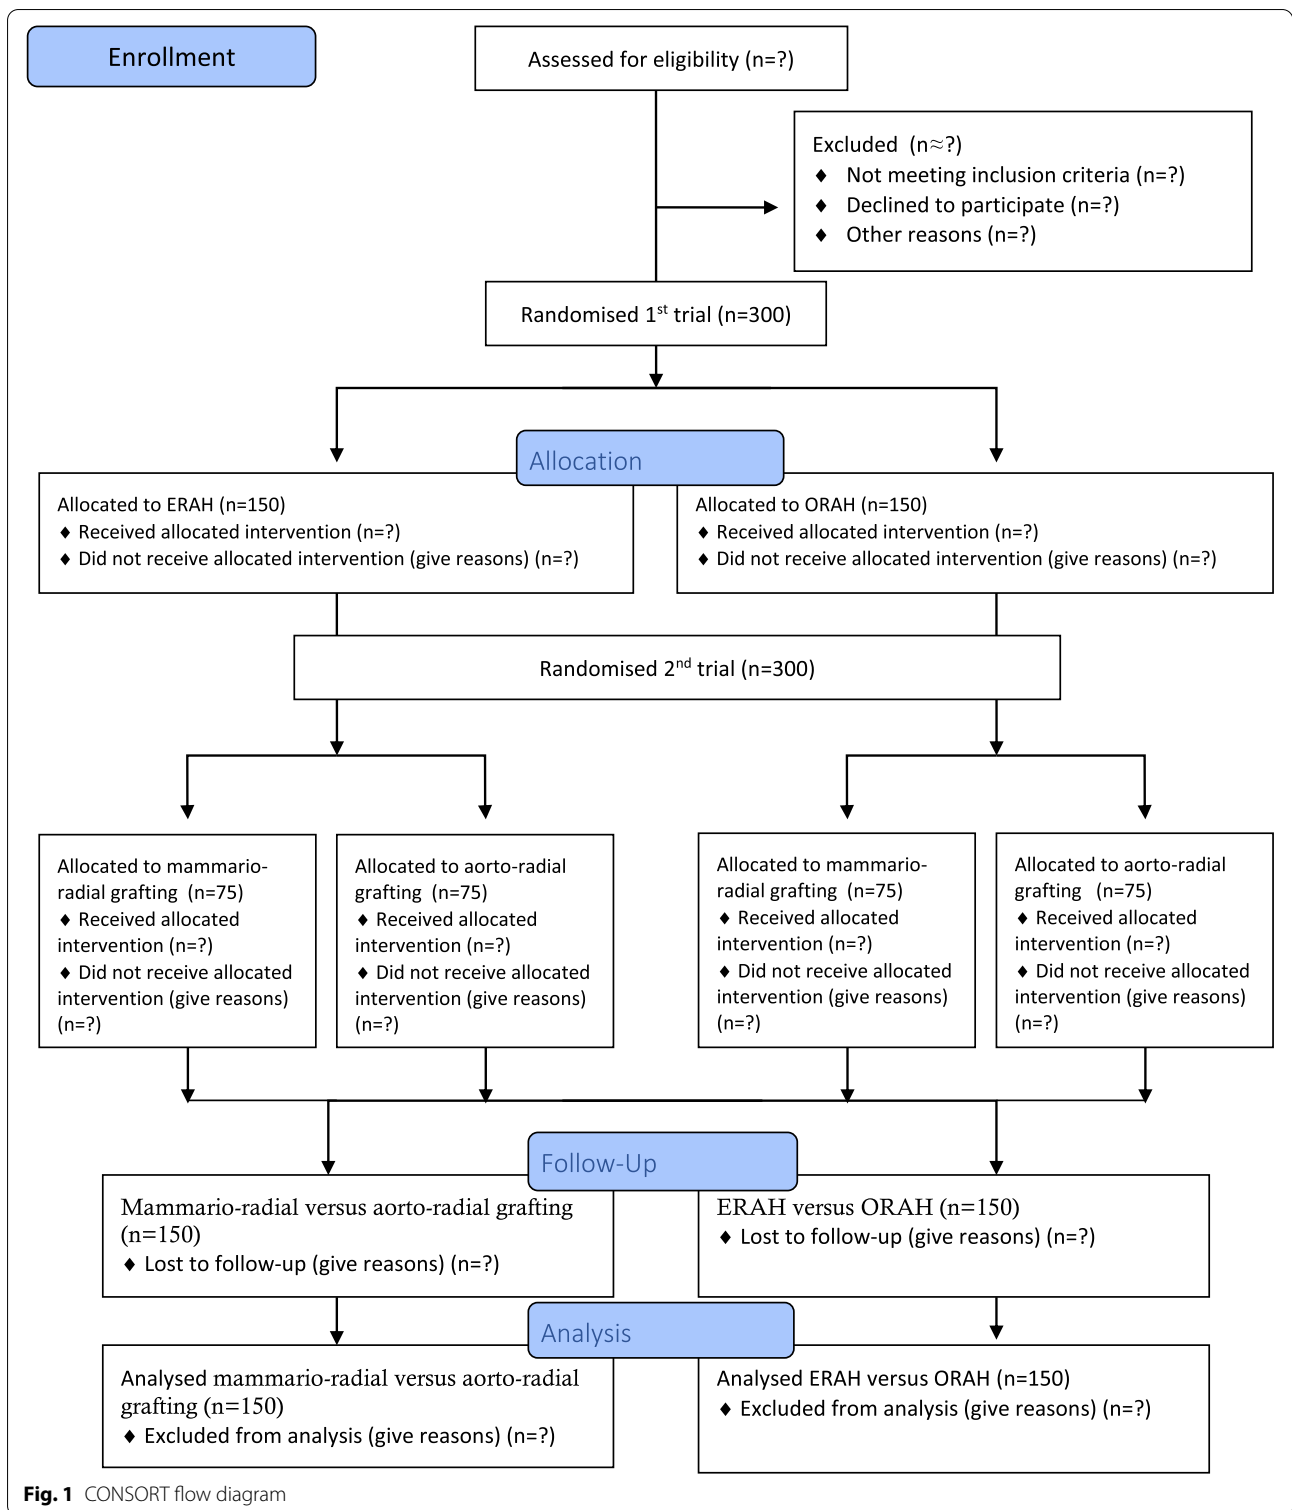 Enrollment
Assessed for eligibility (n=?)
Excluded (n≈?)
♦ Not meeting inclusion criteria (n=?)
♦ Declined to participate (n=?)
♦ Other reasons (n=?)
Randomised 1st trial (n=300)
Allocation
Allocated to ERAH (n=150)
♦ Received allocated intervention (n=?)
♦ Did not receive allocated intervention (give reasons) (n=?)
Allocated to ORAH (n=150)
♦ Received allocated intervention (n=?)
♦ Did not receive allocated intervention (give reasons) (n=?)
Randomised 2nd trial (n=300)
Allocated to mammario-
radial grafting (n=75)
♦ Received allocated
intervention (n=?)
♦ Did not receive allocated
intervention (give reasons)
(n=?)
Allocated to aorto-radial
grafting (n=75)
♦ Received allocated
intervention (n=?)
♦ Did not receive allocated
intervention (give reasons)
(n=?)
Allocated to mammario-
radial grafting (n=75)
♦ Received allocated
intervention (n=?)
♦ Did not receive allocated
intervention (give reasons)
(n=?)
Allocated to aorto-radial
grafting (n=75)
♦ Received allocated
intervention (n=?)
♦ Did not receive allocated
intervention (give reasons)
(n=?)
Follow-Up
Mammario-radial versus aorto-radial grafting
(n=150)
♦ Lost to follow-up (give reasons) (n=?)
ERAH versus ORAH (n=150)
♦ Lost to follow-up (give reasons) (n=?)
Analysis
Analysed mammario-radial versus aorto-radial
grafting (n=150)
♦ Excluded from analysis (give reasons) (n=?)
Analysed ERAH versus ORAH (n=150)
♦ Excluded from analysis (give reasons) (n=?)
Fig. 1 CONSORT flow diagram